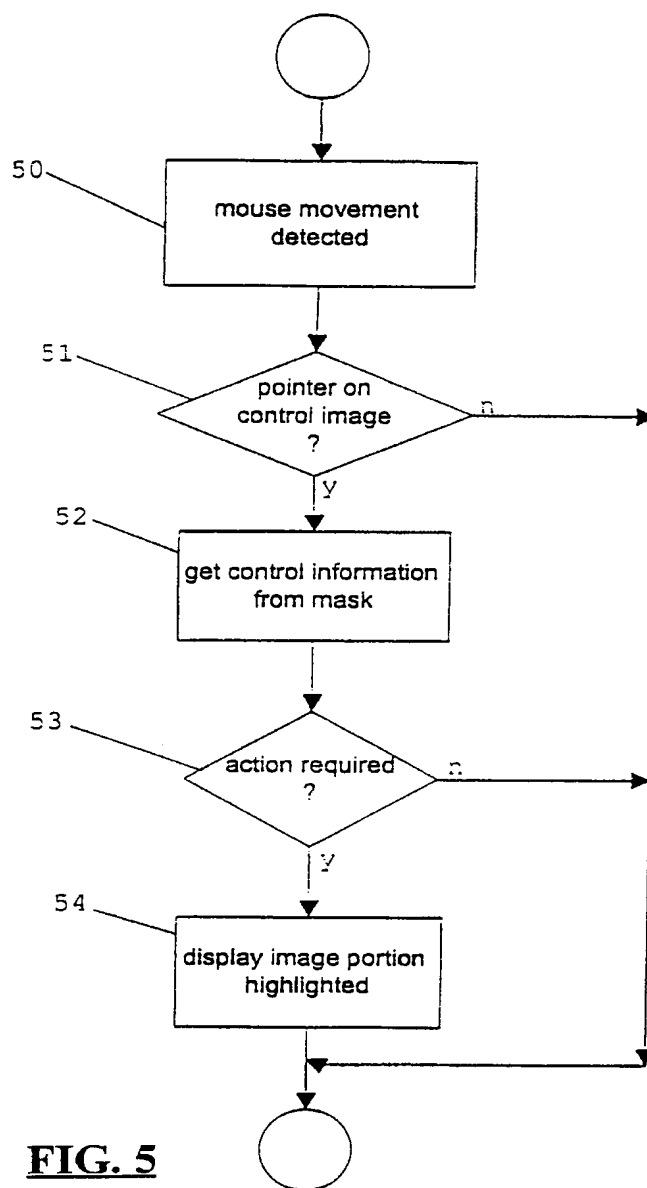 50
mouse movement
detected
51
pointer on
control image
?
n
y
52
get control information
from mask
53
action required
?
n
y
54
display image portion
highlighted
FIG. 5